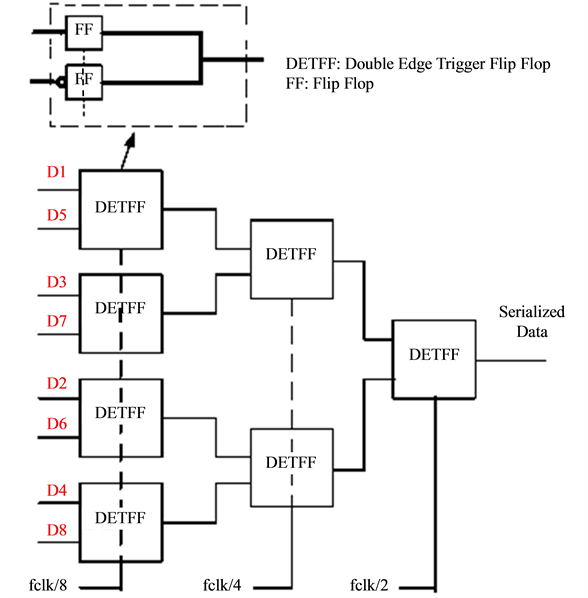 FF
FF
DETFF: Double Edge Trigger Flip Flop
FF: Flip Flop
D1
D5
DETFF
D3
D7
DETFF
D2
D6
DETFF
D4
D8
DETFF
DETFF
DETFF
DETFF
Serialized
Data
fclk/8
fclk/4
fclk/2